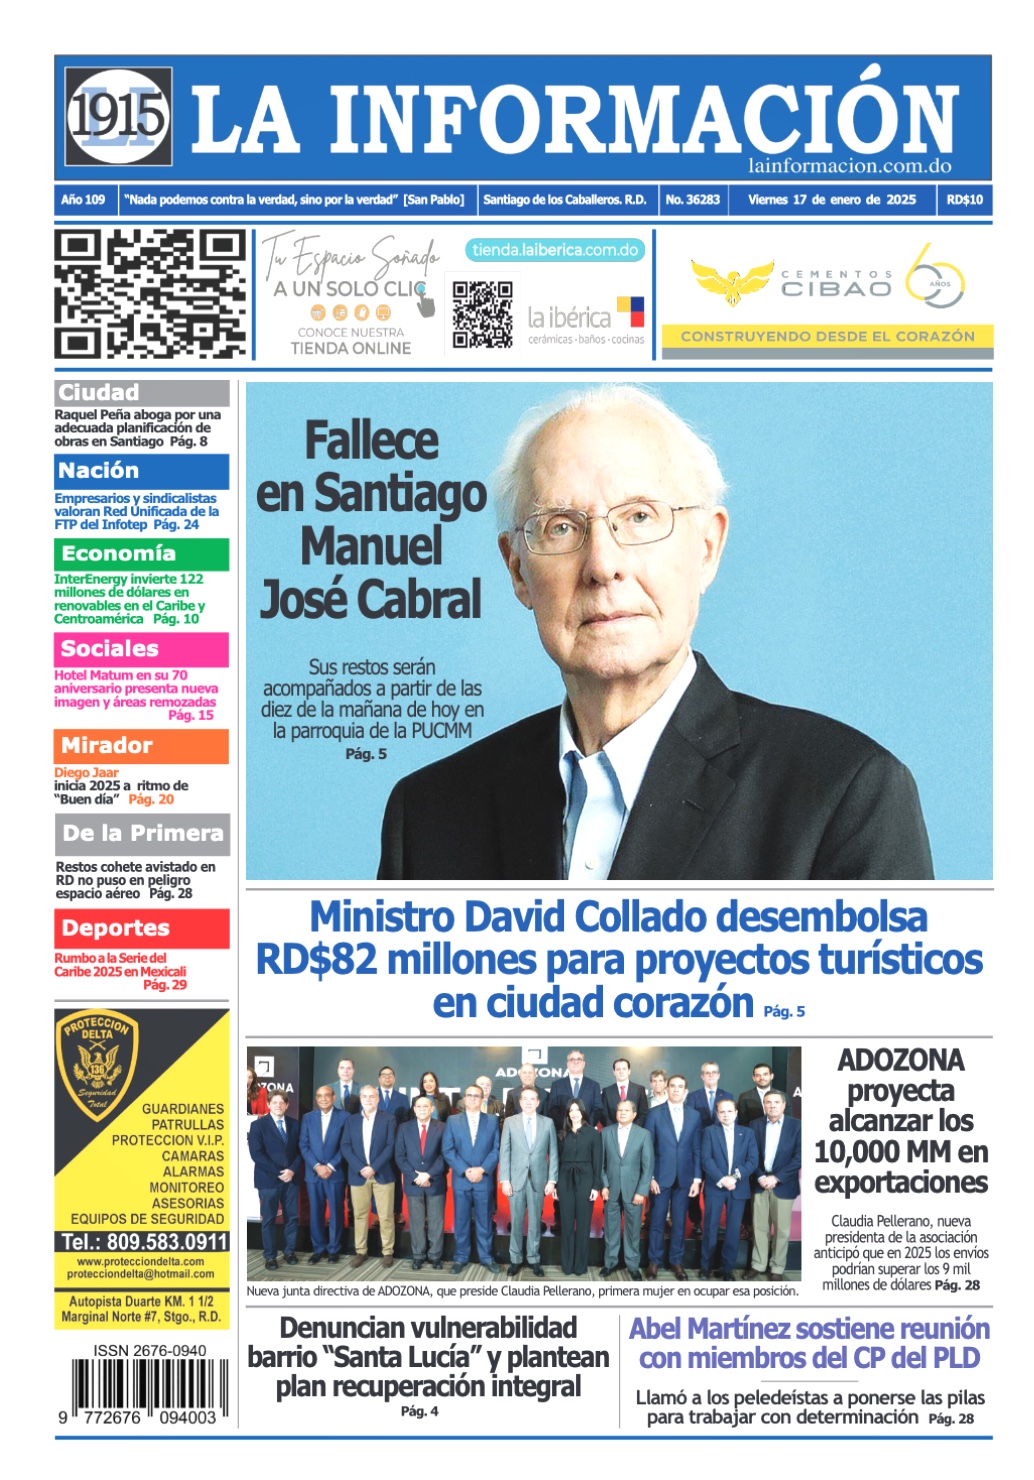 1915
LA INFORMACIÓN
lainformacion.com.do
Año 109
"Nada podemos contra la verdad, sino por la verdad" [San Pablo]
Santiago de los Caballeros. R.D.
No. 36283
Viernes 17 de enero de 2025
RD$10
Tu Espacio Soñado
A UN SOLO CLIC
CONOCE NUESTRA
TIENDA ONLINE
tienda.laiberica.com.do
la ibérica
cerámicas • baños • cocinas
CEMENTOS
CIBAO
60
AÑOS
CONSTRUYENDO DESDE EL CORAZÓN
Ciudad
Raquel Peña aboga por una
adecuada planificación de
obras en Santiago Pág. 8
Nación
Empresarios y sindicalistas
valoran Red Unificada de la
FTP del Infotep Pág. 24
Economía
InterEnergy invierte 122
millones de dólares en
renovables en el Caribe y
Centroamérica Pág. 10
Sociales
Hotel Matum en su 70
aniversario presenta nueva
imagen y áreas remozadas
Pág. 15
Mirador
Diego Jaar
inicia 2025 a ritmo de
"Buen día" Pág. 20
De la Primera
Restos cohete avistado en
RD no puso en peligro
espacio aéreo Pág. 28
Deportes
Rumbo a la Serie del
Caribe 2025 en Mexicali
Pág. 29
PROTECCION
DELTA
136
Seguridad
Total
GUARDIANES
PATRULLAS
PROTECCION V.I.P.
CAMARAS
ALARMAS
MONITOREO
ASESORIAS
EQUIPOS DE SEGURIDAD
Tel.: 809.583.0911
www.protecciondelta.com
protecciondelta@hotmail.com
Autopista Duarte KM. 1 1/2
Marginal Norte #7, Stgo., R.D.
ISSN 2676-0940
9 772676 094003
Fallece
en Santiago
Manuel
José Cabral
Sus restos serán
acompañados a partir de las
diez de la mañana de hoy en
la parroquia de la PUCMM
Pág. 5
Ministro David Collado desembolsa
RD$82 millones para proyectos turísticos
en ciudad corazón Pág. 5
ADOZONA
Nueva junta directiva de ADOZONA, que preside Claudia Pellerano, primera mujer en ocupar esa posición.
ADOZONA
proyecta
alcanzar los
10,000 MM en
exportaciones
Claudia Pellerano, nueva
presidenta de la asociación
anticipó que en 2025 los envíos
podrían superar los 9 mil
millones de dólares Pág. 28
Denuncian vulnerabilidad
barrio "Santa Lucía" y plantean
plan recuperación integral
Pág. 4
Abel Martínez sostiene reunión
con miembros del CP del PLD
Llamó a los peledeístas a ponerse las pilas
para trabajar con determinación Pág. 28